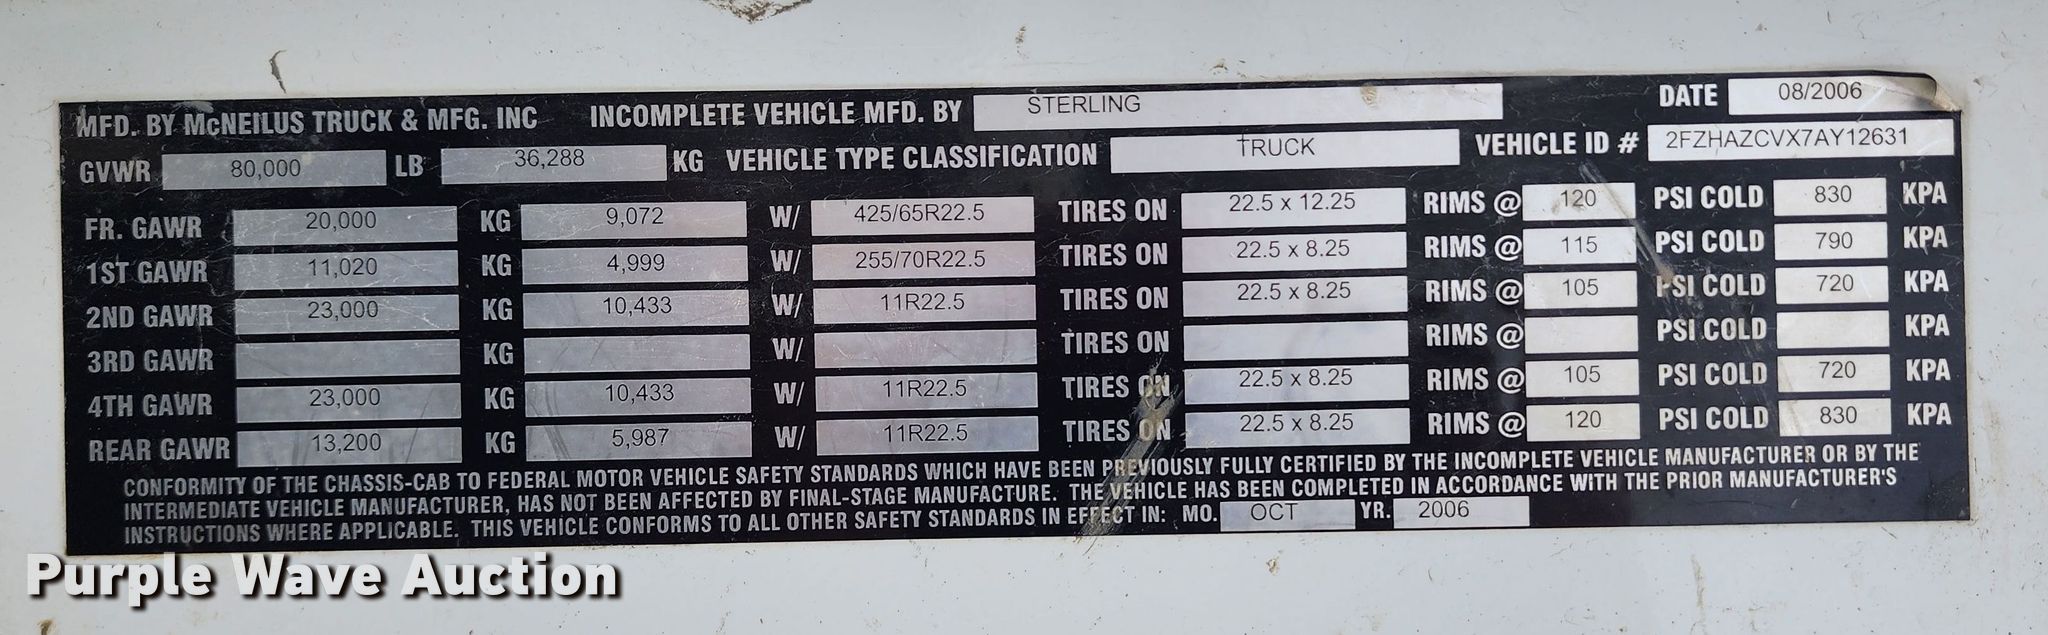 MFD. BY McNEILUS TRUCK & MFG. INC INCOMPLETE VEHICLE MFD. BY STERLING DATE 08/2006
GVWR 80,000 LB 36,288 KG VEHICLE TYPE CLASSIFICATION TRUCK VEHICLE ID # 2FZHAZCVX7AY12631
FR. GAWR 20,000 KG 9,072 W/ 425/65R22.5 TIRES ON 22.5 x 12.25 RIMS @ 120 PSI COLD 830 KPA
1ST GAWR 11,020 KG 4,999 W/ 255/70R22.5 TIRES ON 22.5 x 8.25 RIMS @ 115 PSI COLD 790 KPA
2ND GAWR 23,000 KG 10,433 W/ 11R22.5 TIRES ON 22.5 x 8.25 RIMS @ 105 PSI COLD 720 KPA
3RD GAWR KG W/ TIRES ON RIMS @ PSI COLD KPA
4TH GAWR 23,000 KG 10,433 W/ 11R22.5 TIRES ON 22.5 x 8.25 RIMS @ 105 PSI COLD 720 KPA
REAR GAWR 13,200 KG 5,987 W/ 11R22.5 TIRES ON 22.5 x 8.25 RIMS @ 120 PSI COLD 830 KPA
CONFORMITY OF THE CHASSIS-CAB TO FEDERAL MOTOR VEHICLE SAFETY STANDARDS WHICH HAVE BEEN PREVIOUSLY FULLY CERTIFIED BY THE INCOMPLETE VEHICLE MANUFACTURER OR BY THE
INTERMEDIATE VEHICLE MANUFACTURER, HAS NOT BEEN AFFECTED BY FINAL-STAGE MANUFACTURE. THE VEHICLE HAS BEEN COMPLETED IN ACCORDANCE WITH THE PRIOR MANUFACTURER'S
INSTRUCTIONS WHERE APPLICABLE. THIS VEHICLE CONFORMS TO ALL OTHER SAFETY STANDARDS IN EFFECT IN: MO. OCT YR. 2006
Purple Wave Auction